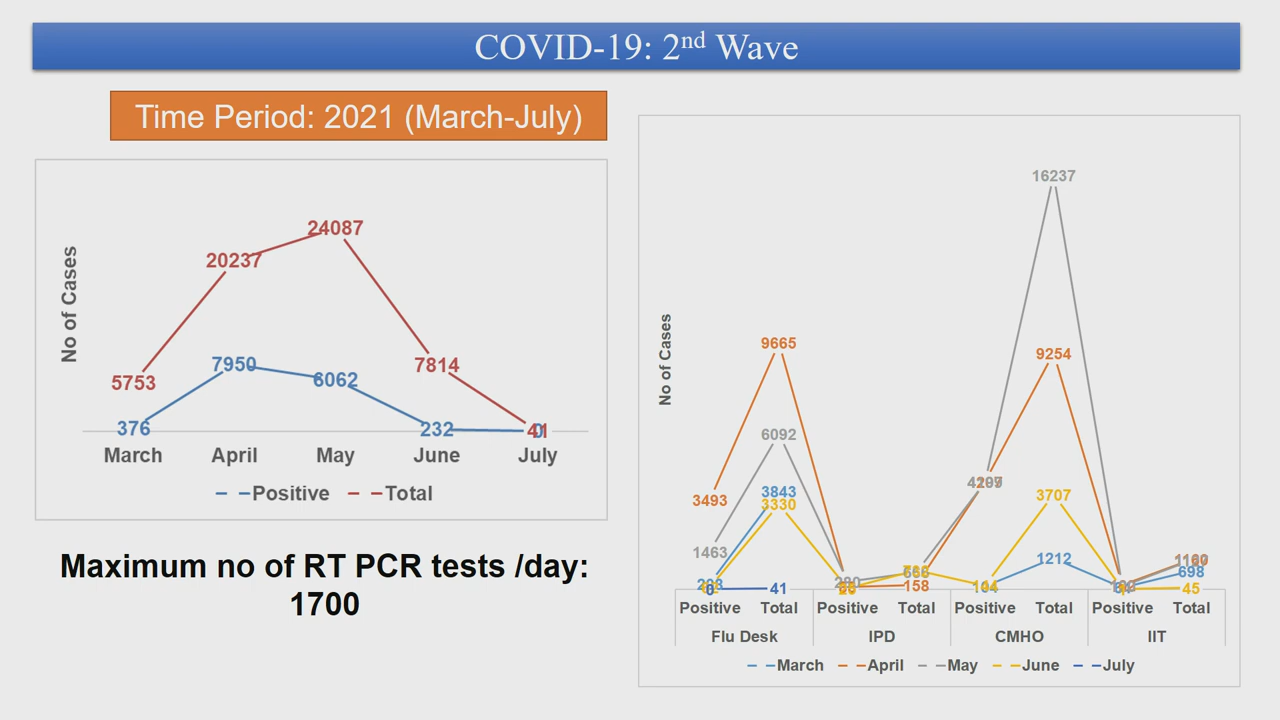 COVID-19: 2nd Wave
Time Period: 2021 (March-July)
No of Cases
24087
20237
7814
5753
7950
6062
376
232
41
0
March April May June July
Positive Total
Maximum no of RT PCR tests /day:
1700
No of Cases
16237
9665
9254
6092
3843
3330
3493
3707
1463
1212
158
698
41
45
Positive Total Positive Total Positive Total Positive Total
Flu Desk IPD CMHO IIT
March April May June July